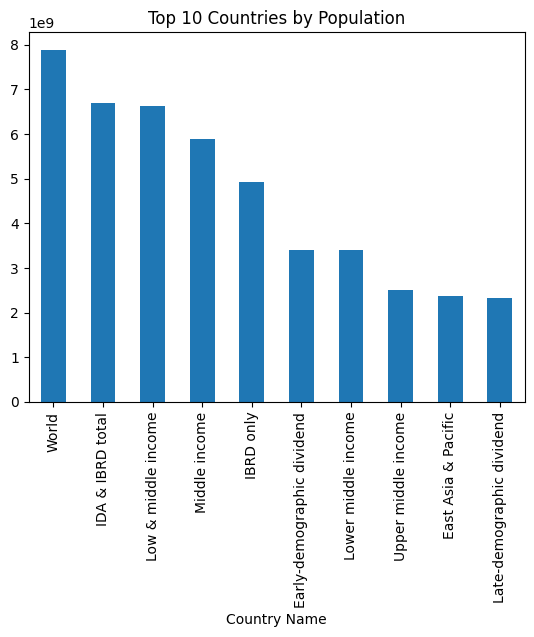 Top 10 Countries by Population
1e9
8
7
6
5
4
3
2
1
0
World
IDA & IBRD total
Low & middle income
Middle income
IBRD only
Early-demographic dividend
Lower middle income
Upper middle income
East Asia & Pacific
Late-demographic dividend
Country Name